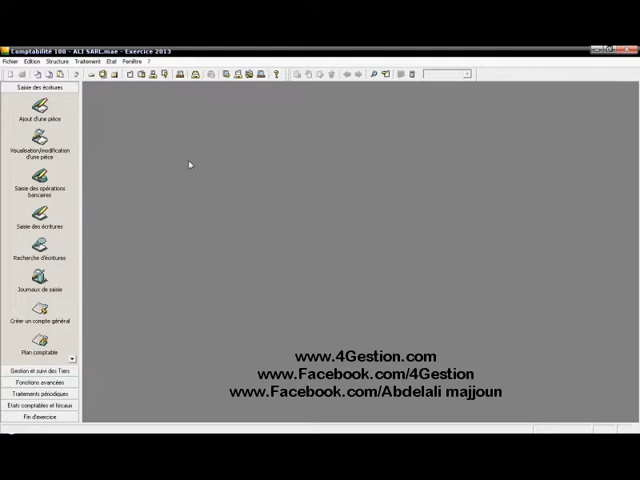 Comptabilité 100 - ALI SARL.mae - Exercice 2013
Fichier Edition Structure Traitement Etat Fenêtre ?
Saisie des écritures
Ajout d'une pièce
Visualisation/modification
d'une pièce
Saisie des opérations
bancaires
Saisie des écritures
Recherche d'écritures
Journaux de saisie
Créer un compte général
Plan comptable
Gestion et suivi des Tiers
Fonctions avancées
Traitements périodiques
Etats comptables et fiscaux
Fin d'exercice
www.4Gestion.com
www.Facebook.com/4Gestion
www.Facebook.com/Abdelali majjoun